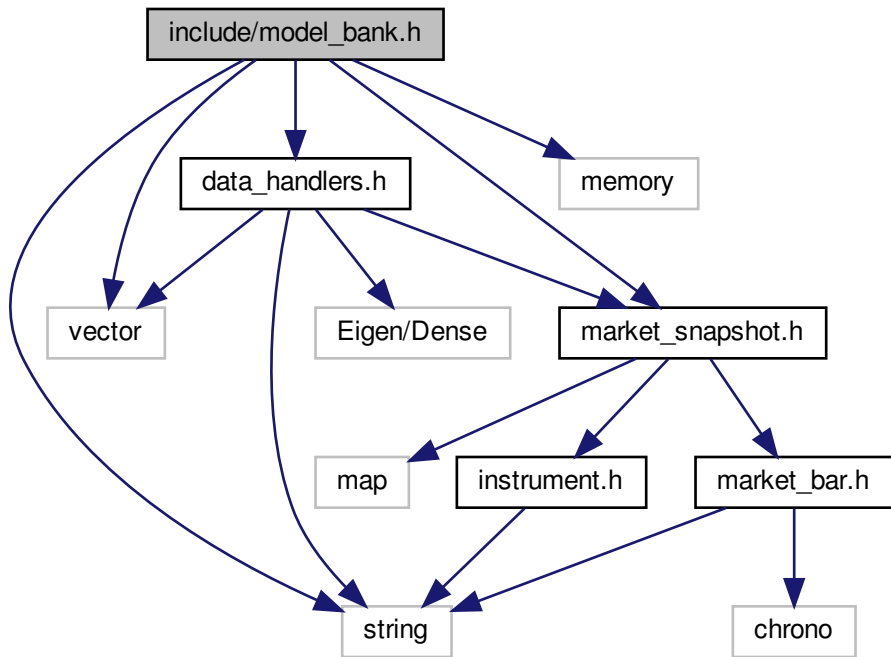 include/model_bank.h
data_handlers.h
memory
vector
Eigen/Dense
market_snapshot.h
map
instrument.h
market_bar.h
string
chrono